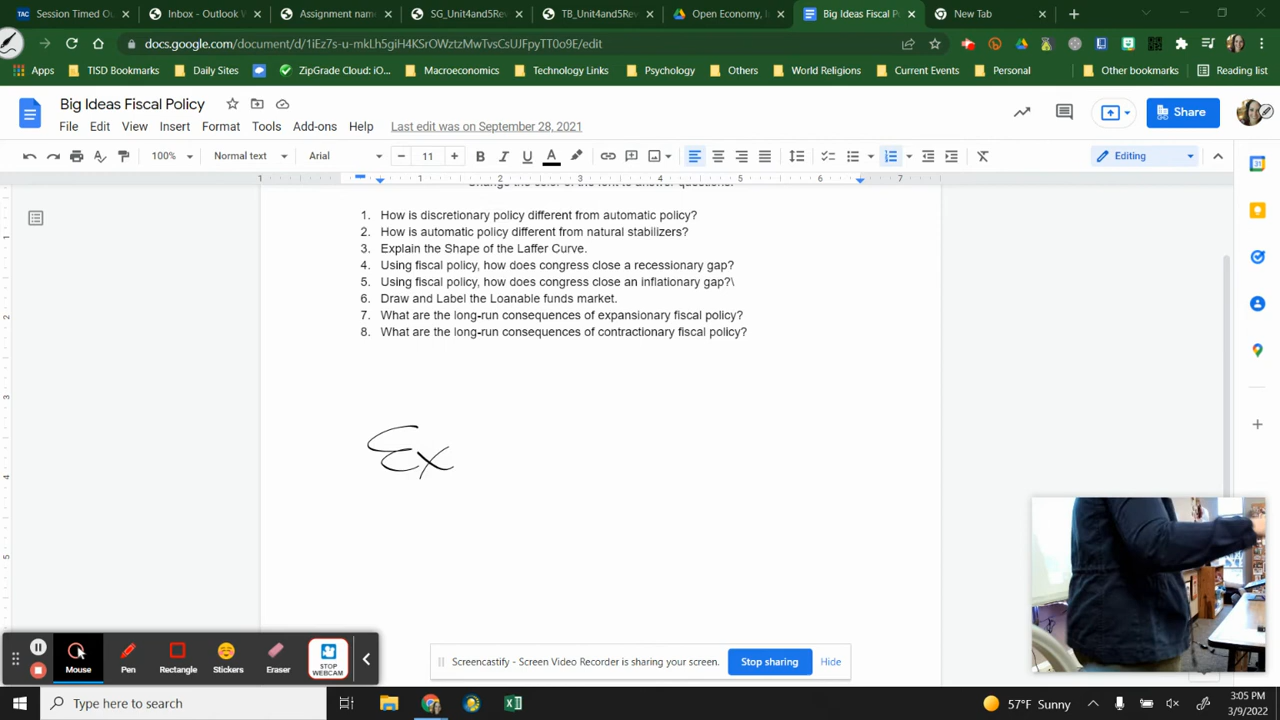 Session Timed Ou
Inbox - Outlook W
Assignment name
SG_Unit4and5Rev
TB_Unit4and5Rev
Open Economy, I
Big Ideas Fiscal P
New Tab
docs.google.com/document/d/1iEz7s-u-mkLh5giH4KSrOWztzMwTvsCsUJFpyTT0o9E/edit
Apps
TISD Bookmarks
Daily Sites
ZipGrade Cloud: iO...
Macroeconomics
Technology Links
Psychology
Others
World Religions
Current Events
Personal
Other bookmarks
Reading list
Big Ideas Fiscal Policy
File Edit View Insert Format Tools Add-ons Help Last edit was on September 28, 2021
Share
100% Normal text Arial 11 Editing
Change the color of the font to answer questions.
1. How is discretionary policy different from automatic policy?
2. How is automatic policy different from natural stabilizers?
3. Explain the Shape of the Laffer Curve.
4. Using fiscal policy, how does congress close a recessionary gap?
5. Using fiscal policy, how does congress close an inflationary gap?\
6. Draw and Label the Loanable funds market.
7. What are the long-run consequences of expansionary fiscal policy?
8. What are the long-run consequences of contractionary fiscal policy?
Ex
Mouse Pen Rectangle Stickers Eraser STOP WEBCAM
Screencastify - Screen Video Recorder is sharing your screen. Stop sharing Hide
Type here to search
57°F Sunny
3:05 PM
3/9/2022